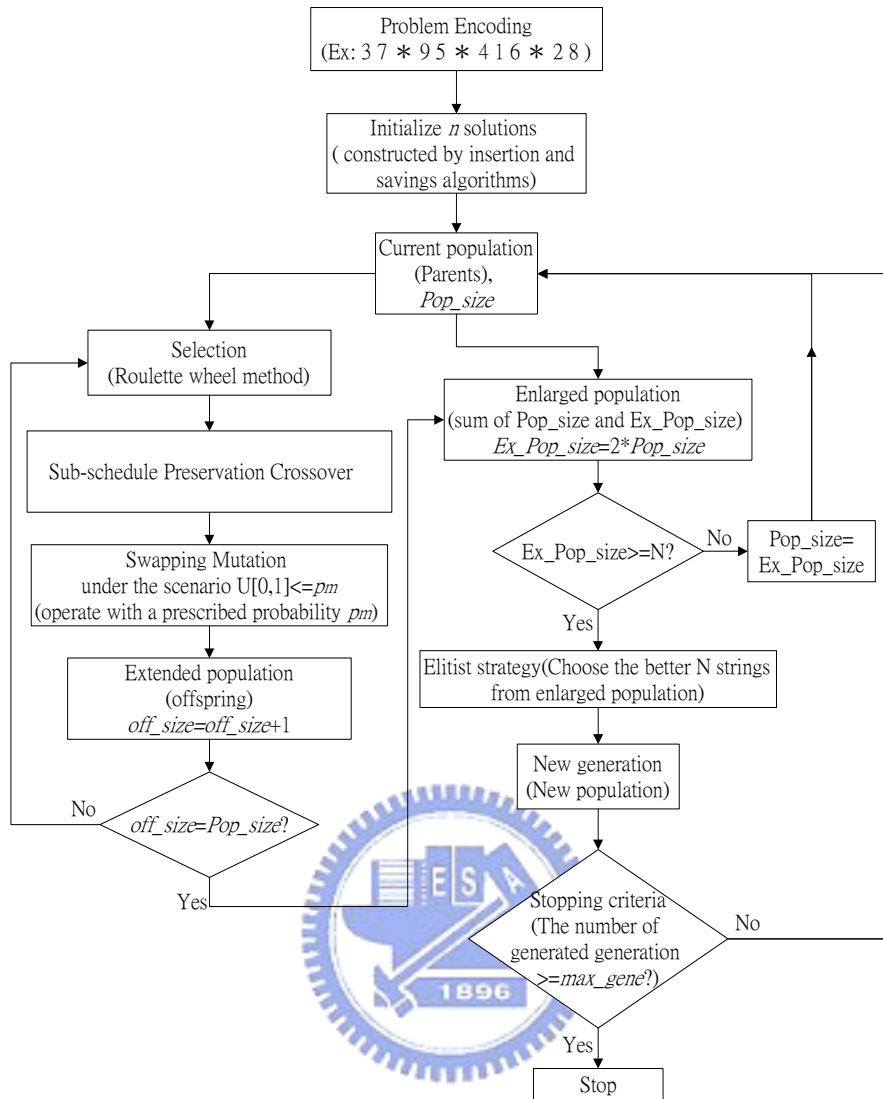 Problem Encoding
(Ex: 3 7 * 9 5 * 4 1 6 * 2 8 )
Initialize n solutions
( constructed by insertion and
savings algorithms)
Current population
(Parents),
Pop_size
Selection
(Roulette wheel method)
Sub-schedule Preservation Crossover
Swapping Mutation
under the scenario U[0,1]<=pm
(operate with a prescribed probability pm)
Extended population
(offspring)
off_size=off_size+1
No
off_size=Pop_size?
Yes
Enlarged population
(sum of Pop_size and Ex_Pop_size)
Ex_Pop_size=2*Pop_size
Ex_Pop_size>=N?
No
Pop_size=
Ex_Pop_size
Yes
Elitist strategy(Choose the better N strings
from enlarged population)
New generation
(New population)
Stopping criteria
(The number of
generated generation
>=max_gene?)
No
Yes
Stop
E S A
1896